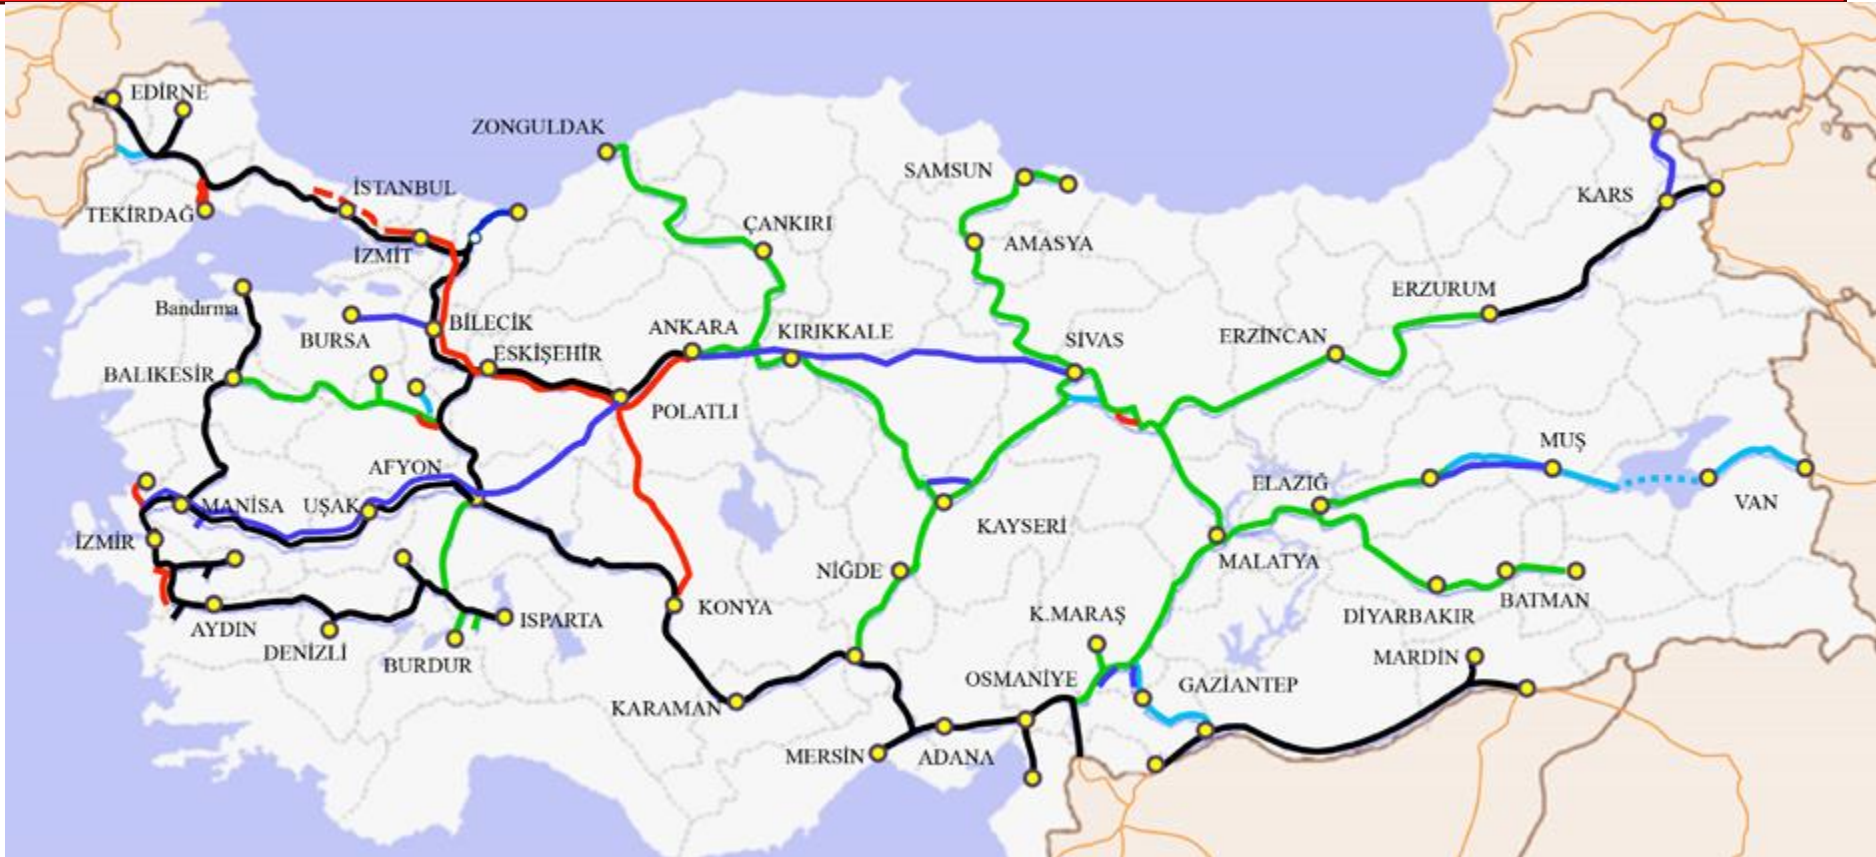 EDİRNE
ZONGULDAK
SAMSUN
İSTANBUL
KARS
TEKİRDAĞ
ÇANKIRI
AMASYA
İZMİT
ERZURUM
Bandırma
BİLECİK
ANKARA
KIRIKKALE
BURSA
SİVAS
ERZİNCAN
ESKİŞEHİR
BALIKESİR
POLATLI
MUŞ
AFYON
ELAZIĞ
MANİSA
UŞAK
VAN
KAYSERİ
İZMİR
MALATYA
NİĞDE
BATMAN
KONYA
K.MARAŞ
DİYARBAKIR
ISPARTA
AYDIN
DENİZLİ
MARDİN
BURDUR
OSMANİYE
GAZİANTEP
KARAMAN
MERSİN
ADANA